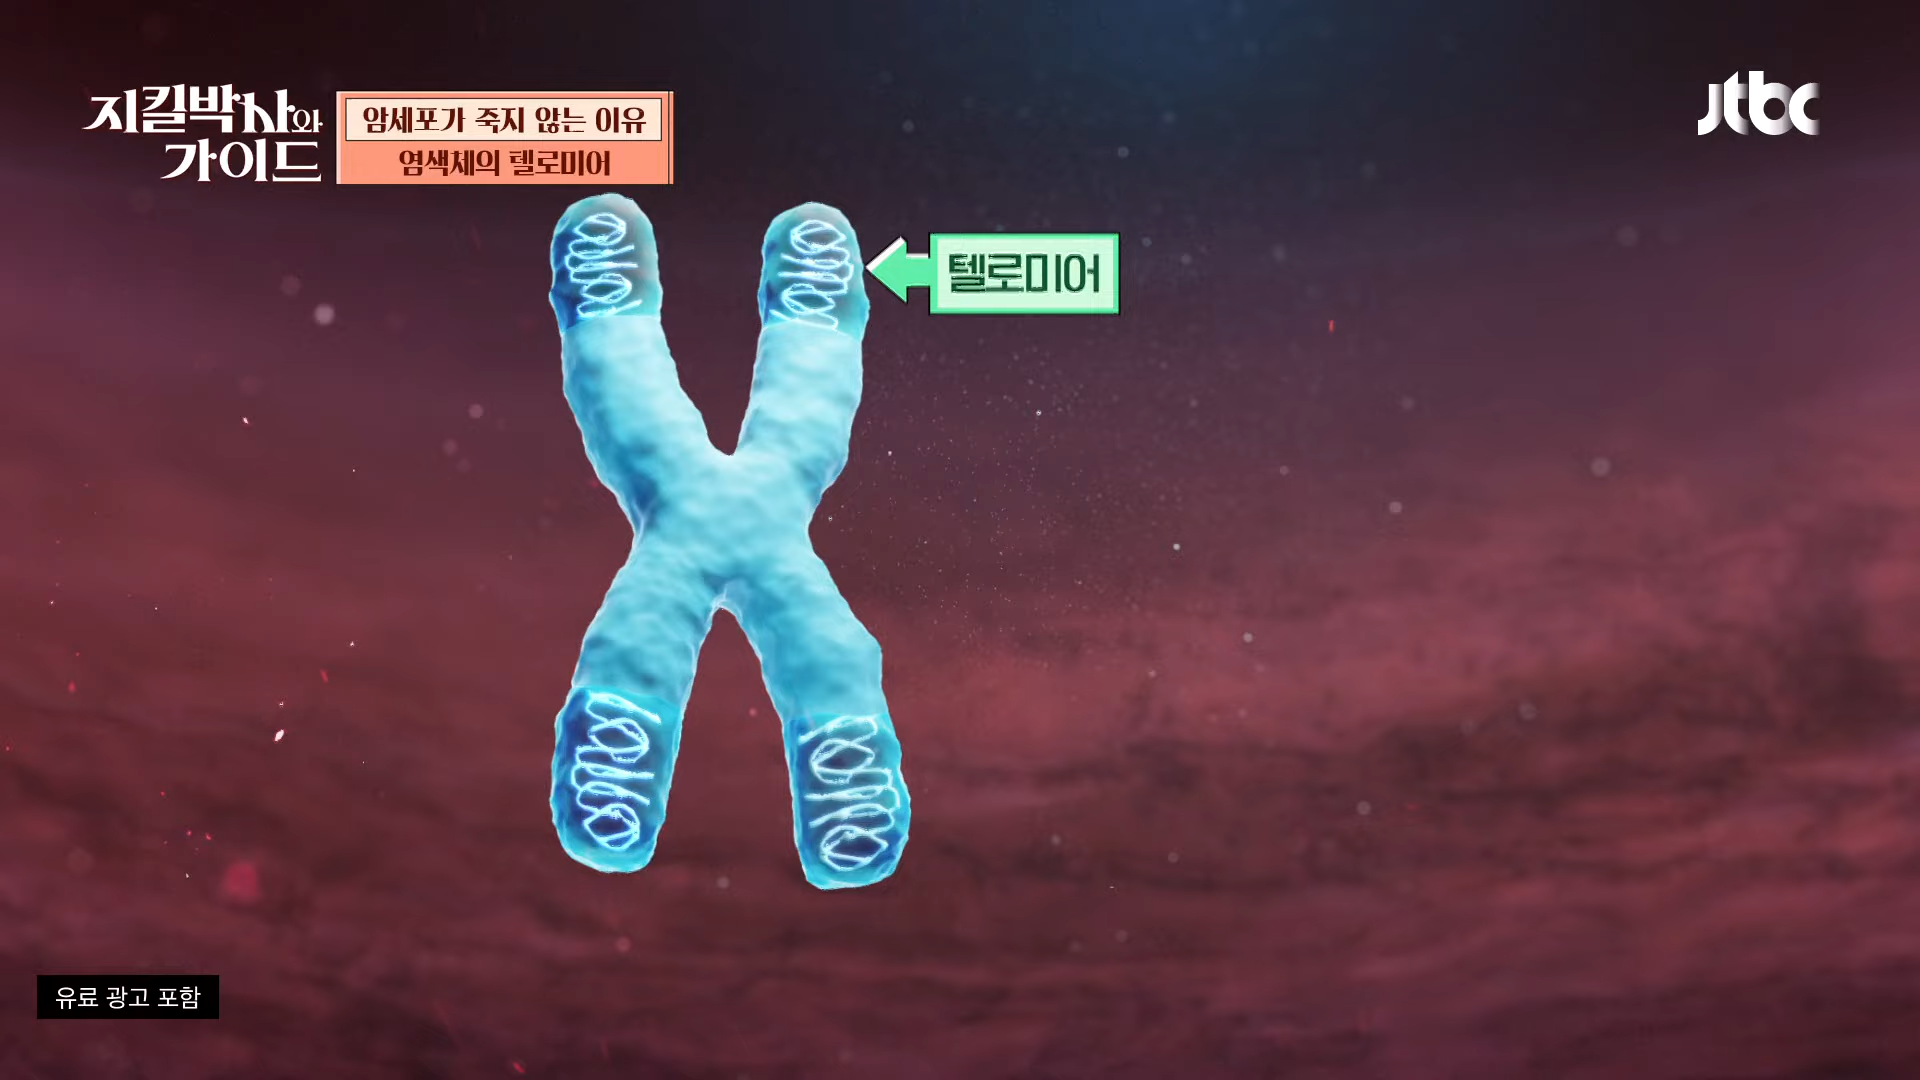 지킬박사와
가이드
암세포가 죽지 않는 이유
염색체의 텔로미어
jtbc
텔로미어
유료 광고 포함